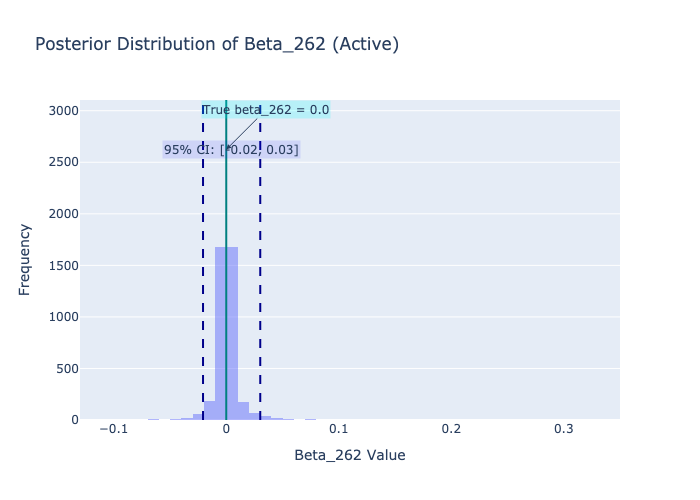 Posterior Distribution of Beta_262 (Active)
True beta_262 = 0.0
95% CI: [-0.02, 0.03]
3000
2500
2000
1500
1000
500
0
Frequency
−0.1
0
0.1
0.2
0.3
Beta_262 Value